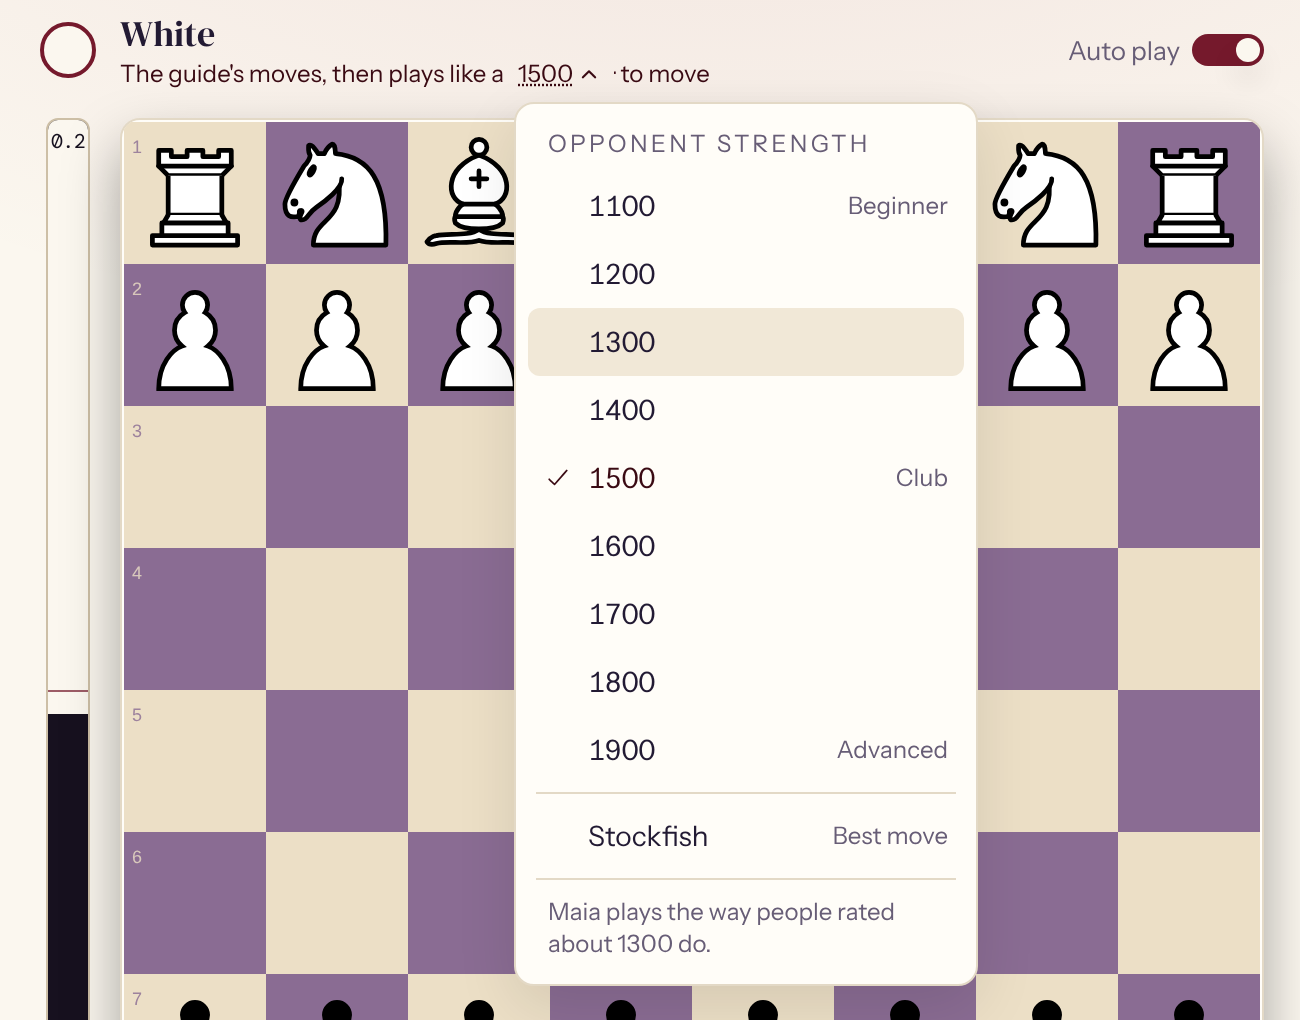 White
The guide's moves, then plays like a 1500 · to move
Auto play
0.2
OPPONENT STRENGTH
1100 Beginner
1200
1300
1400
1500 Club
1600
1700
1800
1900 Advanced
Stockfish Best move
Maia plays the way people rated
about 1300 do.
1
2
3
4
5
6
7